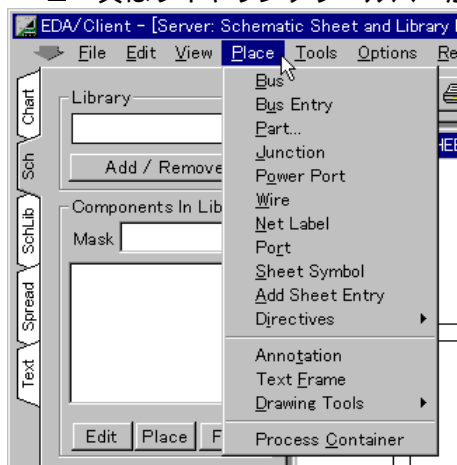 EDA/Client - [Server: Schematic Sheet and Library
File Edit View Place Tools Options
Chart
Sch
SchLib
Spread
Text
Library
Add / Remove
Components In Lib
Mask
Edit Place F
Bus
Bus Entry
Part...
Junction
Power Port
Wire
Net Label
Port
Sheet Symbol
Add Sheet Entry
Directives
Annotation
Text Frame
Drawing Tools
Process Container